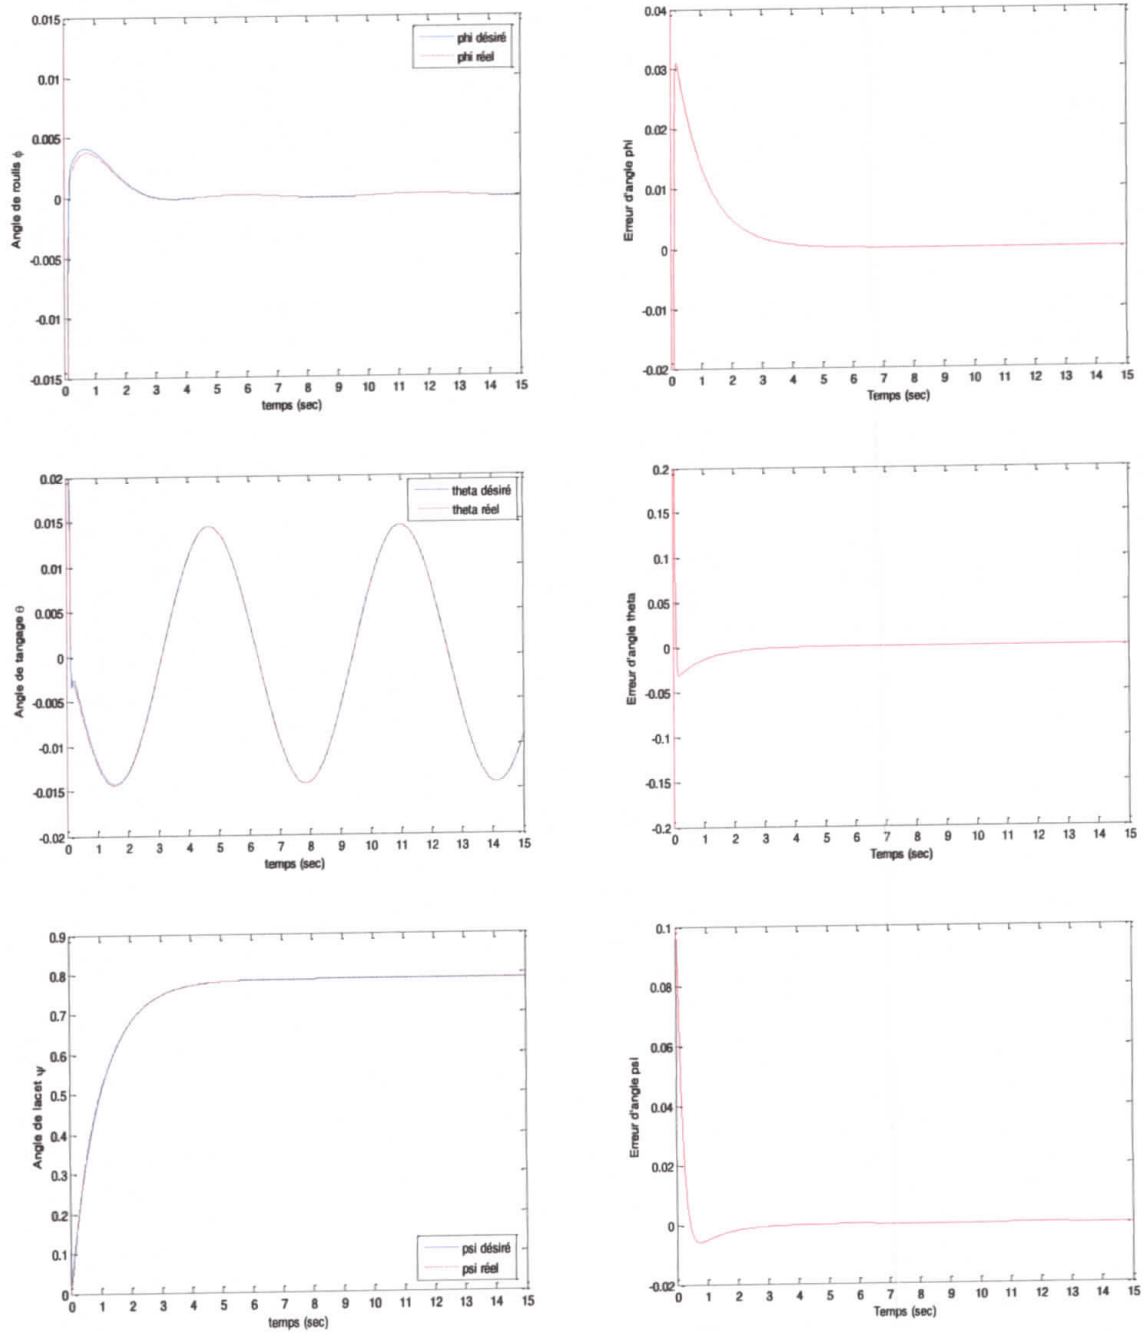 0.015
0.01
0.005
0
-0.005
-0.01
-0.015
Angle de roulis ϕ
phi désiré
phi réel
0 1 2 3 4 5 6 7 8 9 10 11 12 13 14 15
temps (sec)
0.04
0.03
0.02
0.01
0
-0.01
-0.02
Erreur d'angle phi
0 1 2 3 4 5 6 7 8 9 10 11 12 13 14 15
Temps (sec)
0.02
0.015
0.01
0.005
0
-0.005
-0.01
-0.015
-0.02
Angle de tangage θ
theta désiré
theta réel
0 1 2 3 4 5 6 7 8 9 10 11 12 13 14 15
temps (sec)
0.2
0.15
0.1
0.05
0
-0.05
-0.1
-0.15
-0.2
Erreur d'angle theta
0 1 2 3 4 5 6 7 8 9 10 11 12 13 14 15
Temps (sec)
0.9
0.8
0.7
0.6
0.5
0.4
0.3
0.2
0.1
0
Angle de lacet ψ
psi désiré
psi réel
0 1 2 3 4 5 6 7 8 9 10 11 12 13 14 15
temps (sec)
0.1
0.08
0.06
0.04
0.02
0
-0.02
Erreur d'angle psi
0 1 2 3 4 5 6 7 8 9 10 11 12 13 14 15
Temps (sec)